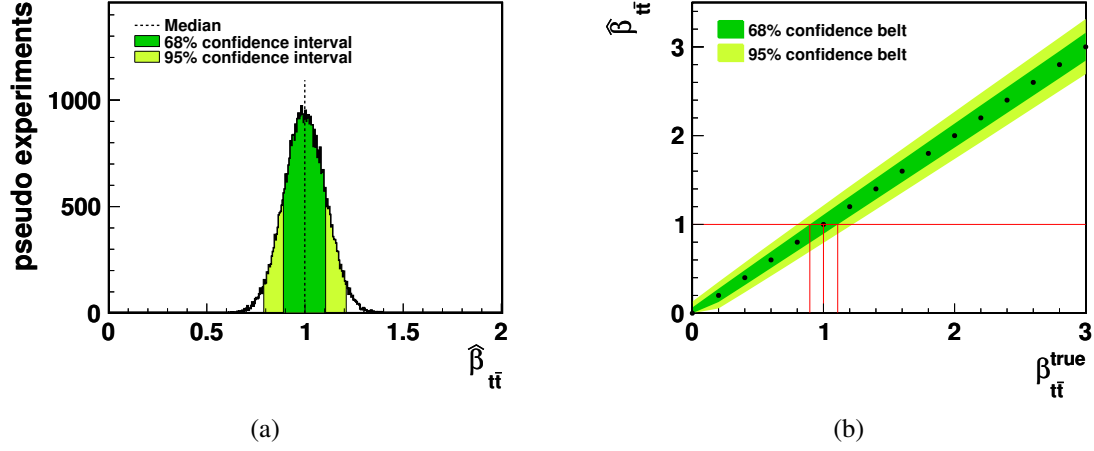 Median
68% confidence interval
95% confidence interval
pseudo experiments
1000
500
0
0 0.5 1 1.5 2
β̂ tt̄
(a)
β̂ tt̄
68% confidence belt
95% confidence belt
3
2
1
0
0 1 2 3
β true tt̄
(b)